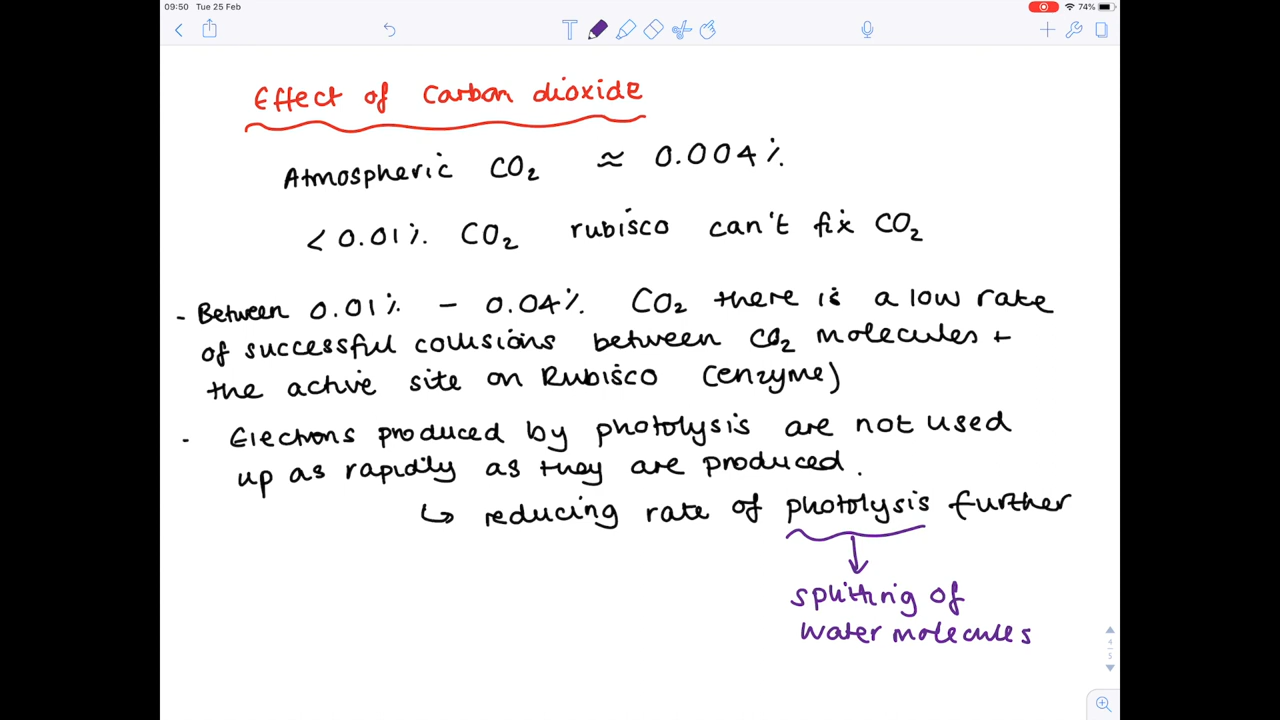 09:50 Tue 25 Feb
74%
T
Effect of Carbon dioxide
Atmospheric CO₂ ≈ 0.004%
< 0.01% CO₂ rubisco can't fix CO₂
- Between 0.01% - 0.04% CO₂ there is a low rate
of successful collisions between CO₂ molecules +
the active site on Rubisco (enzyme)
- Electrons produced by photolysis are not used
up as rapidly as they are produced.
↳ reducing rate of photolysis further
splitting of
water molecules
4
5